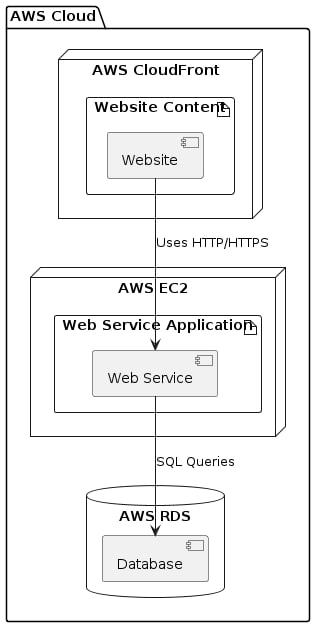 AWS Cloud
AWS CloudFront
Website Content
Website
Uses HTTP/HTTPS
AWS EC2
Web Service Application
Web Service
SQL Queries
AWS RDS
Database